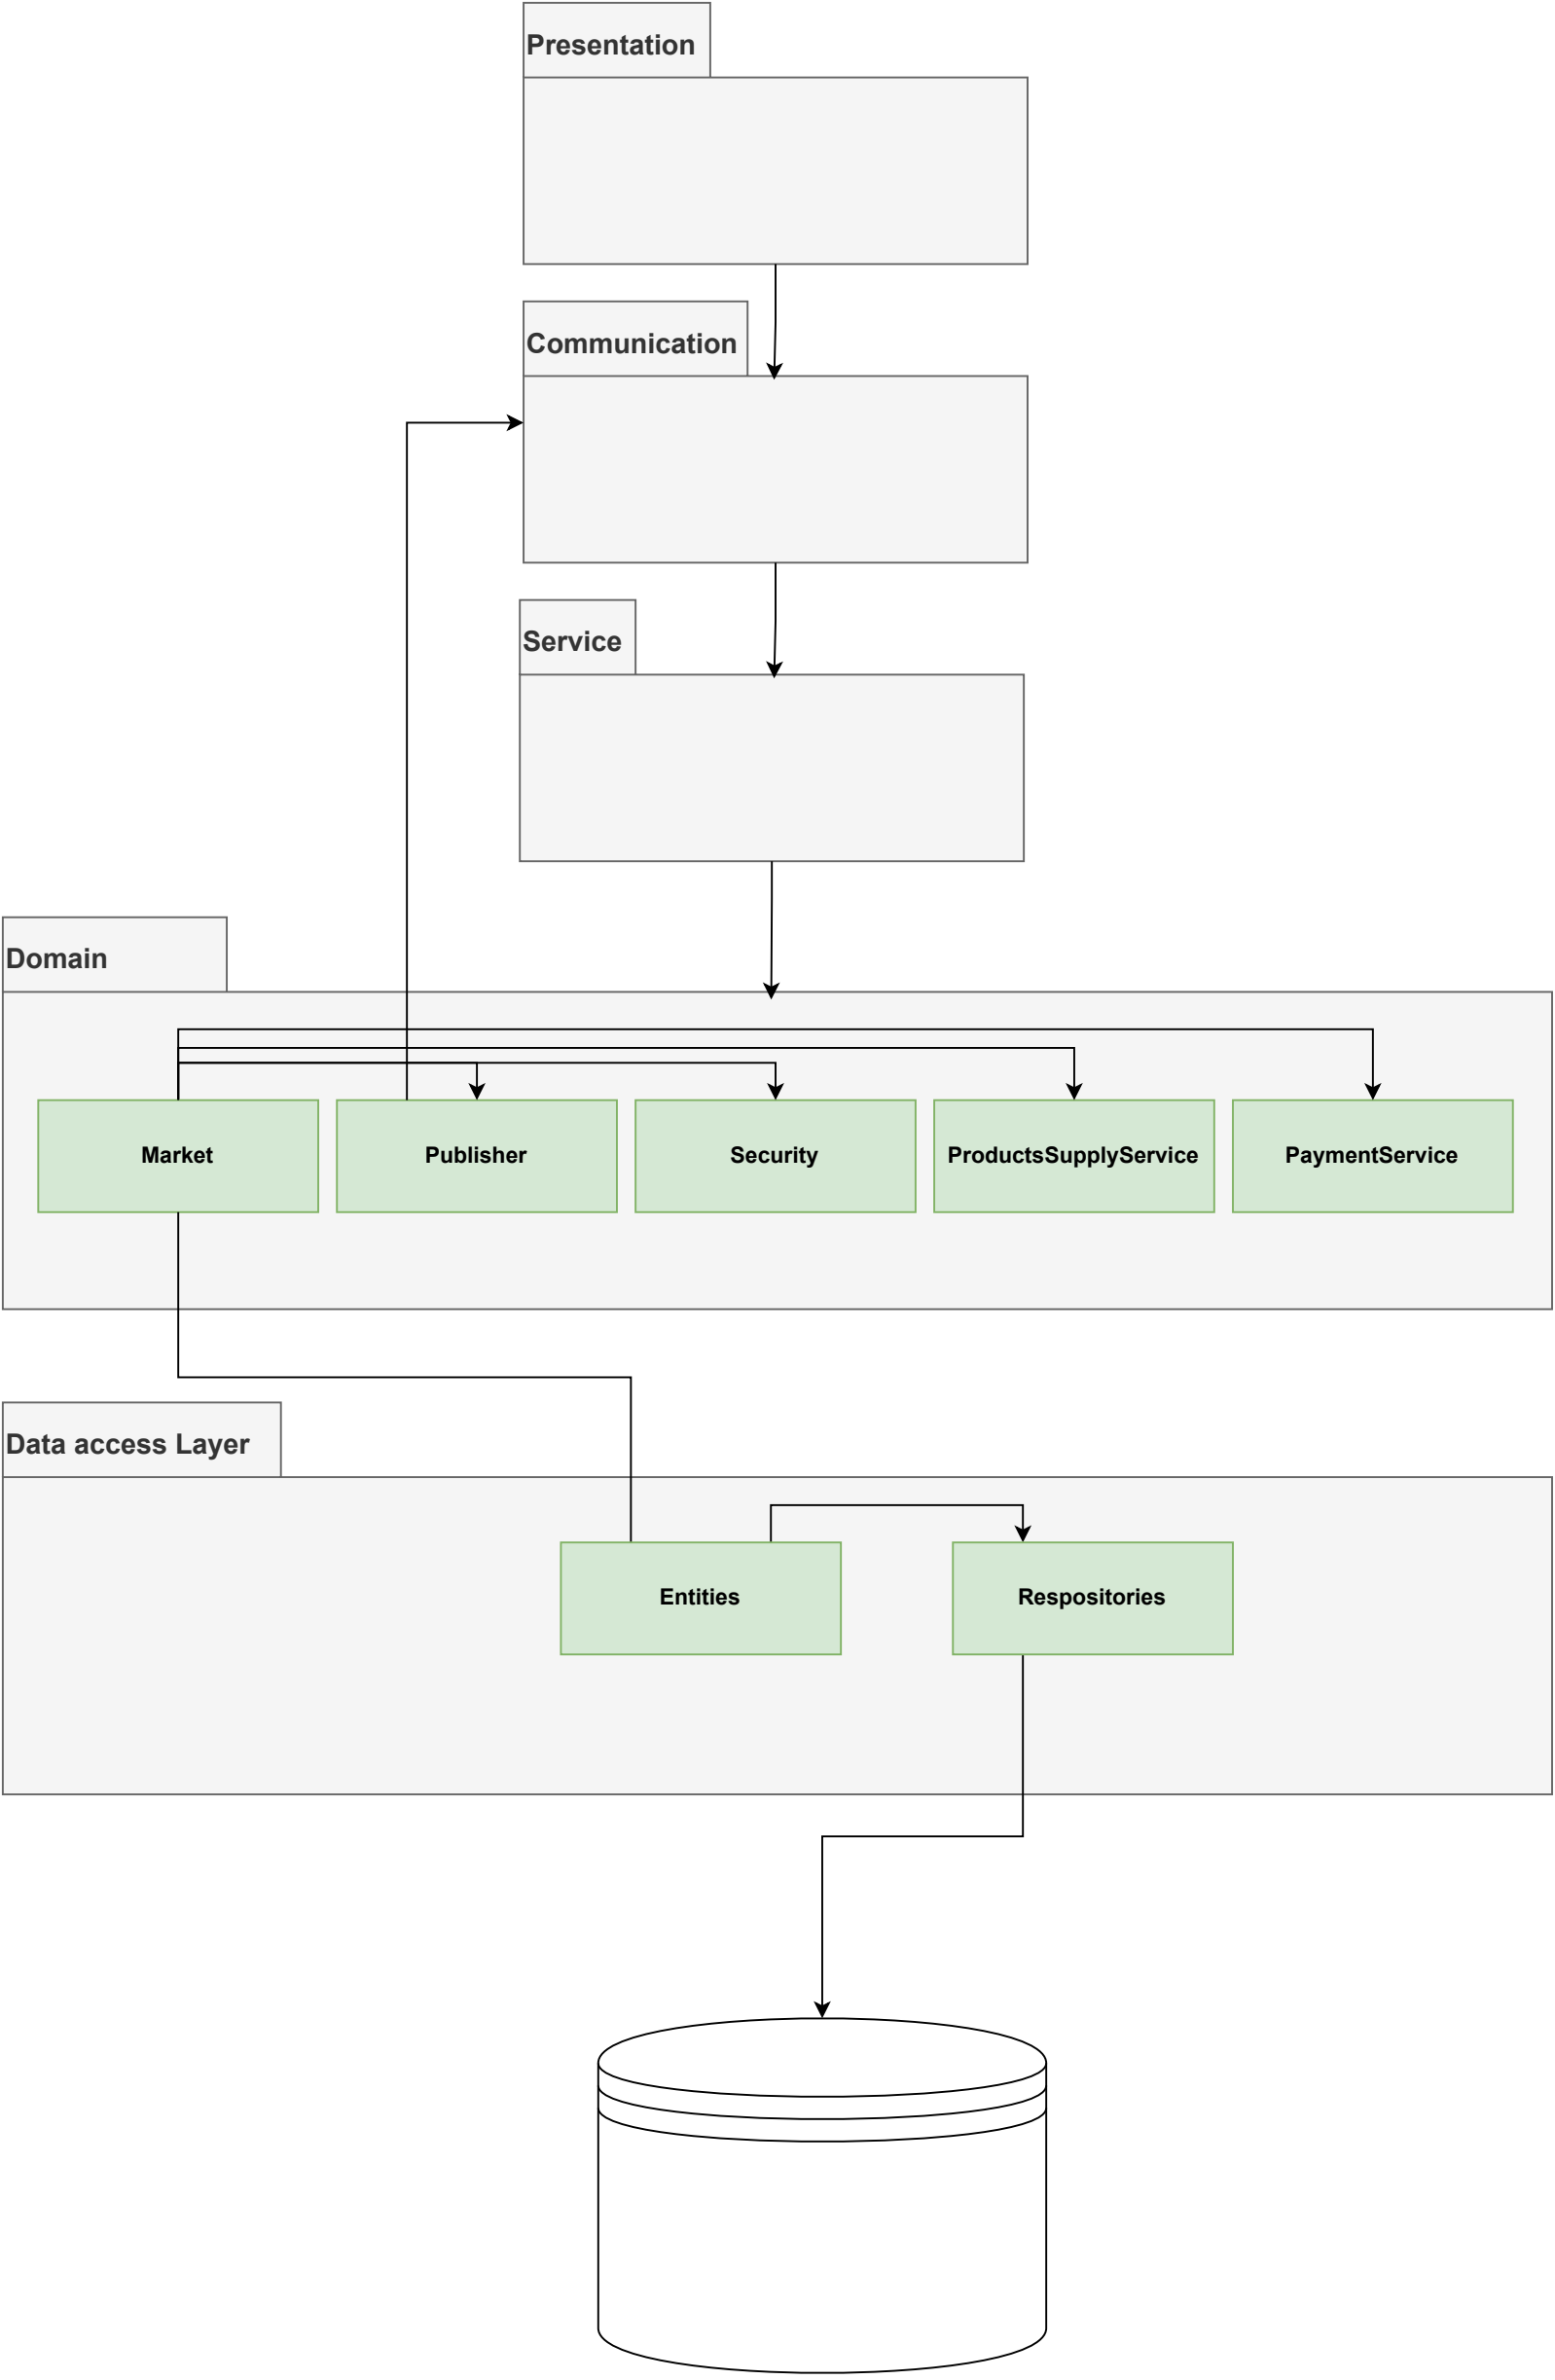 Presentation
Communication
Service
Domain
Market
Publisher
Security
ProductsSupplyService
PaymentService
Data access Layer
Entities
Respositories